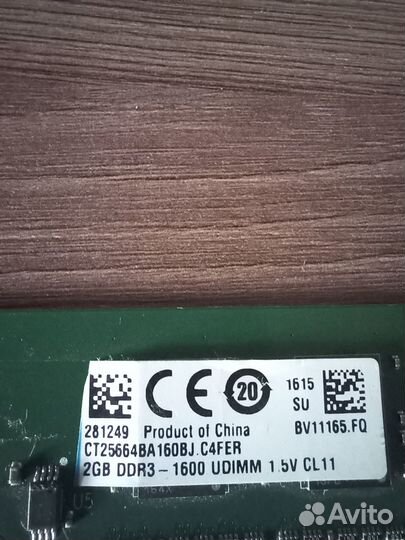 CE 20 1615
SU
281249 Product of China BV11165.FQ
CT25664BA160BJ.C4FER
2GB DDR3-1600 UDIMM 1.5V CL11
U5
Avito